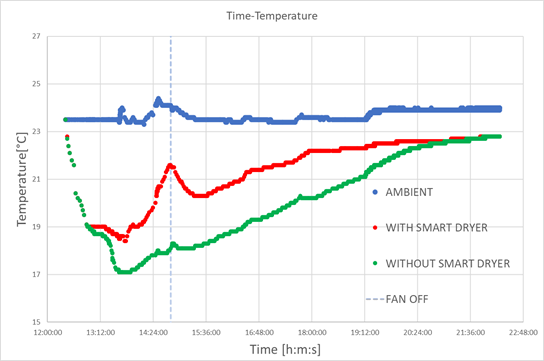 Time-Temperature
27
25
23
21
19
17
15
Temperature[°C]
AMBIENT
WITH SMART DRYER
WITHOUT SMART DRYER
FAN OFF
12:00:00 13:12:00 14:24:00 15:36:00 16:48:00 18:00:00 19:12:00 20:24:00 21:36:00 22:48:00
Time [h:m:s]